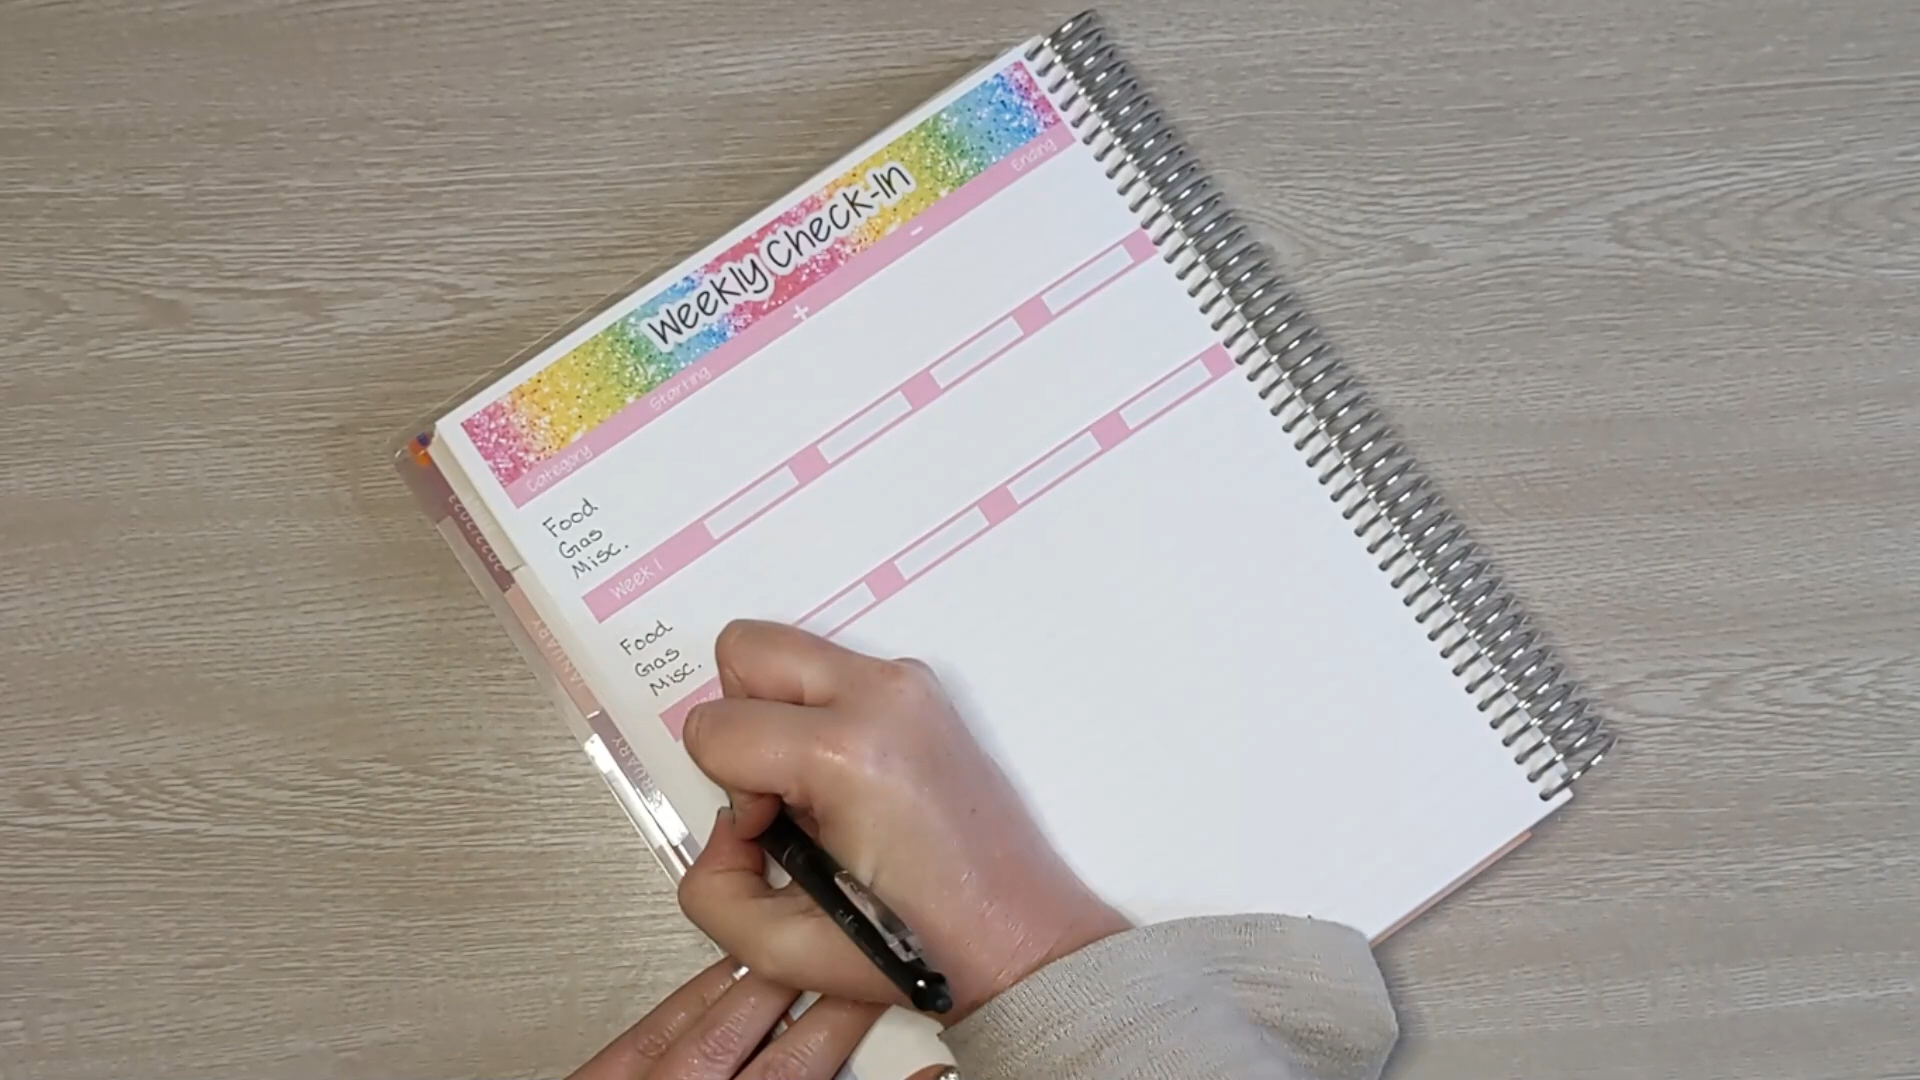 Weekly Check-In
Category Starting + - Ending
Food
Gas
Misc.
Week 1
Food
Gas
Misc.
JANUARY